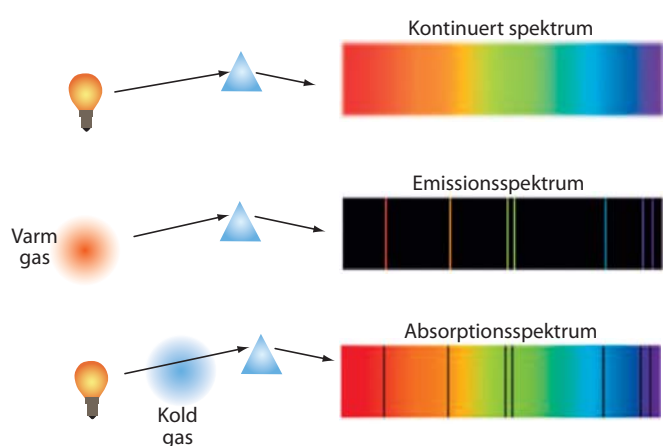 Kontinuert spektrum
Emissionsspektrum
Varm
gas
Absorptionsspektrum
Kold
gas